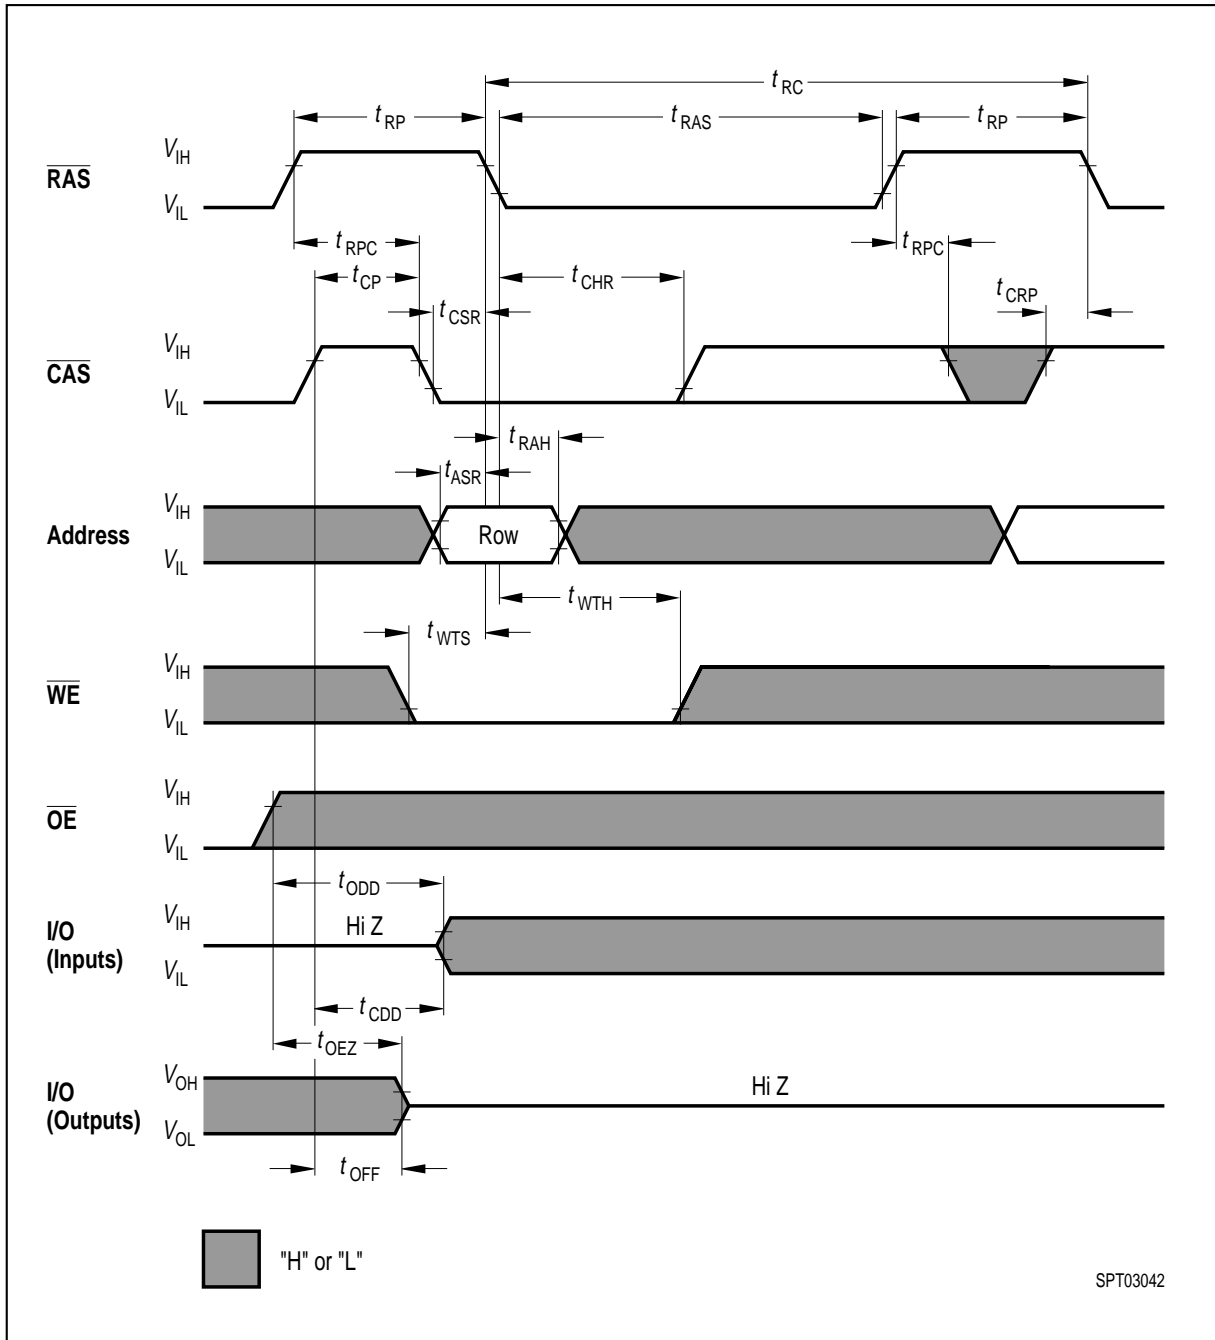 tRC
tRP tRAS tRP
RAS VIH
VIL
tRPC tRPC
tCP tCHR
tCSR tCRP
CAS VIH
VIL
tRAH
tASR
Address VIH
Row
VIL
tWTH
tWTS
WE VIH
VIL
OE VIH
VIL
tODD
I/O (Inputs) VIH
Hi Z
VIL
tCDD
tOEZ
I/O (Outputs) VOH
Hi Z
VOL
tOFF
"H" or "L"
SPT03042